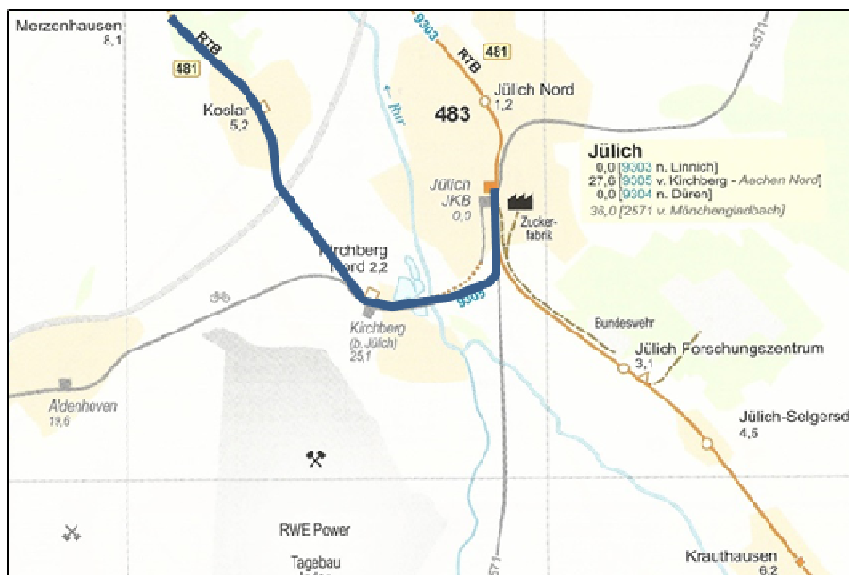 Merzenhausen
8,1
RTB
481
Koslar
5,2
9303
RTB
481
Jülich Nord
1,2
← Rur
483
2571
Jülich
JKB
0,0
Zucker-
fabrik
Jülich
0,0 [9303 n. Linnich]
27,0 [9305 v. Kirchberg - Aachen Nord]
0,0 [9304 n. Düren]
36,0 [2571 v. Mönchengladbach]
Kirchberg
Nord 2,2
9305
Kirchberg
(b. Jülich)
25,1
Bundeswehr
Jülich Forschungszentrum
3,1
Aldenhoven
19,6
Jülich-Selgersd
4,5
RWE Power
Tagebau
Krauthausen
6,2